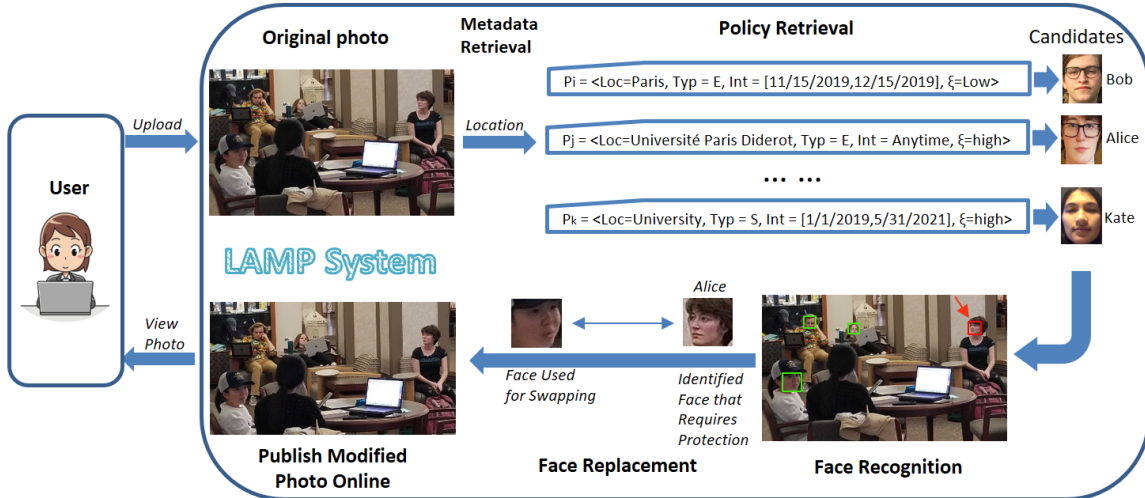 Original photo
Metadata
Retrieval
Policy Retrieval
Candidates
Pi = <Loc=Paris, Typ = E, Int = [11/15/2019,12/15/2019], ξ=Low>
Bob
Upload
Location
Pj = <Loc=Université Paris Diderot, Typ = E, Int = Anytime, ξ=high>
Alice
... ...
User
Pk = <Loc=University, Typ = S, Int = [1/1/2019,5/31/2021], ξ=high>
Kate
LAMP System
Alice
View
Photo
Face Used
for Swapping
Identified
Face that
Requires
Protection
Publish Modified
Photo Online
Face Replacement
Face Recognition